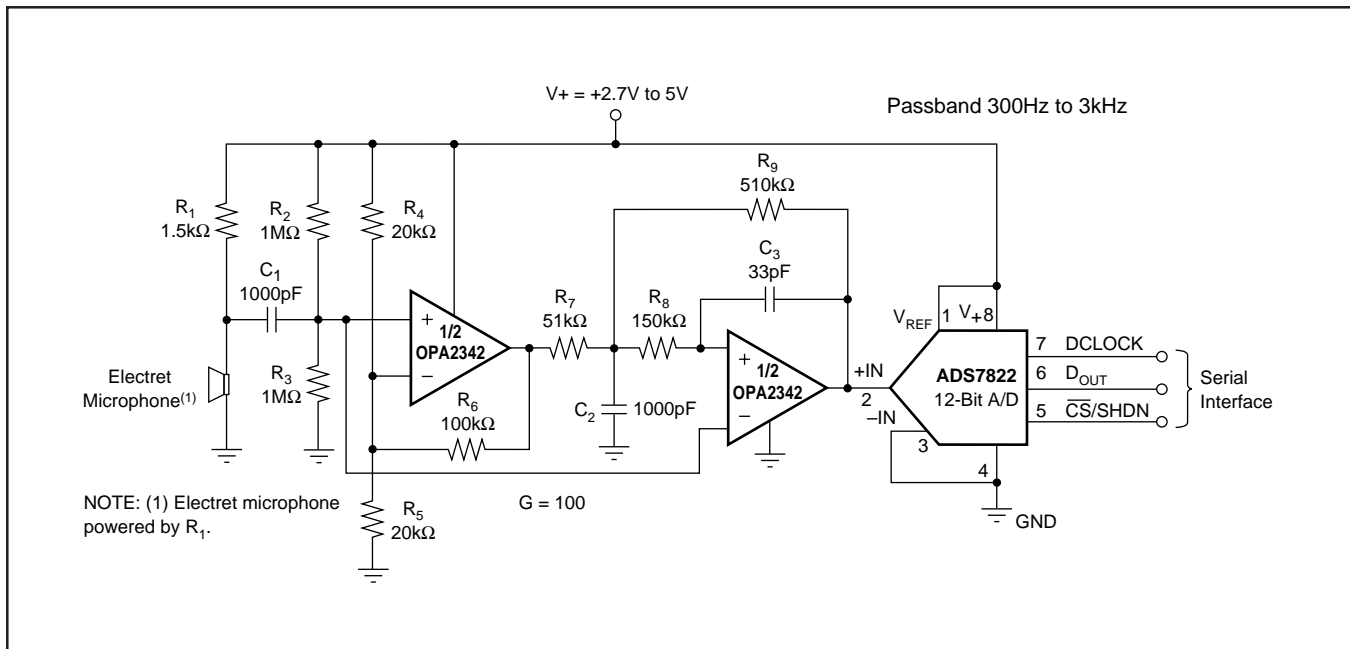 V+ = +2.7V to 5V
Passband 300Hz to 3kHz
R9
510kΩ
R1
1.5kΩ
R2
1MΩ
R4
20kΩ
C3
33pF
C1
1000pF
R7
51kΩ
R8
150kΩ
VREF
1
V+
8
+
1/2
OPA2342
−
+
1/2
OPA2342
−
7
DCLOCK
6
DOUT
5
CS/SHDN
Serial
Interface
+IN
2
−IN
ADS7822
12-Bit A/D
3
4
GND
Electret
Microphone(1)
R3
1MΩ
R6
100kΩ
C2
1000pF
NOTE: (1) Electret microphone
powered by R1.
R5
20kΩ
G = 100